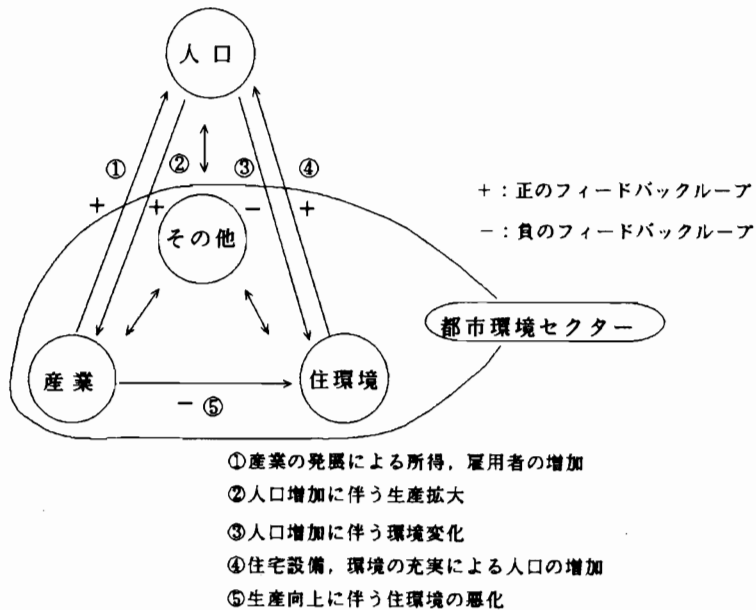 人口
① ② ③ ④
+ + − +
+:正のフィードバックループ
−:負のフィードバックループ
その他
都市環境セクター
産業
住環境
− ⑤
①産業の発展による所得,雇用者の増加
②人口増加に伴う生産拡大
③人口増加に伴う環境変化
④住宅設備,環境の充実による人口の増加
⑤生産向上に伴う住環境の悪化